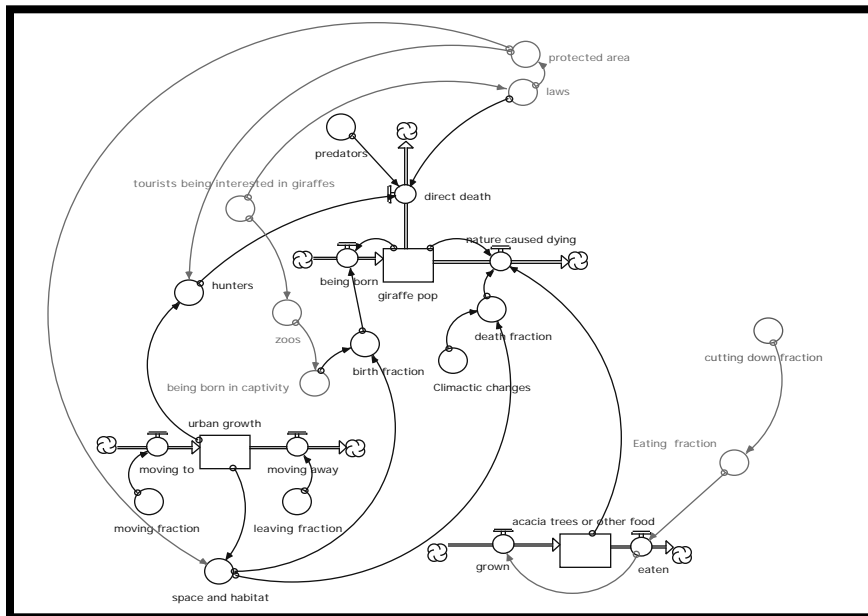 protected area
laws
predators
tourists being interested in giraffes
direct death
nature caused dying
being born
giraffe pop
hunters
zoos
death fraction
birth fraction
Climactic changes
being born in captivity
cutting down fraction
urban growth
moving to
moving away
Eating fraction
moving fraction
leaving fraction
acacia trees or other food
grown
eaten
space and habitat